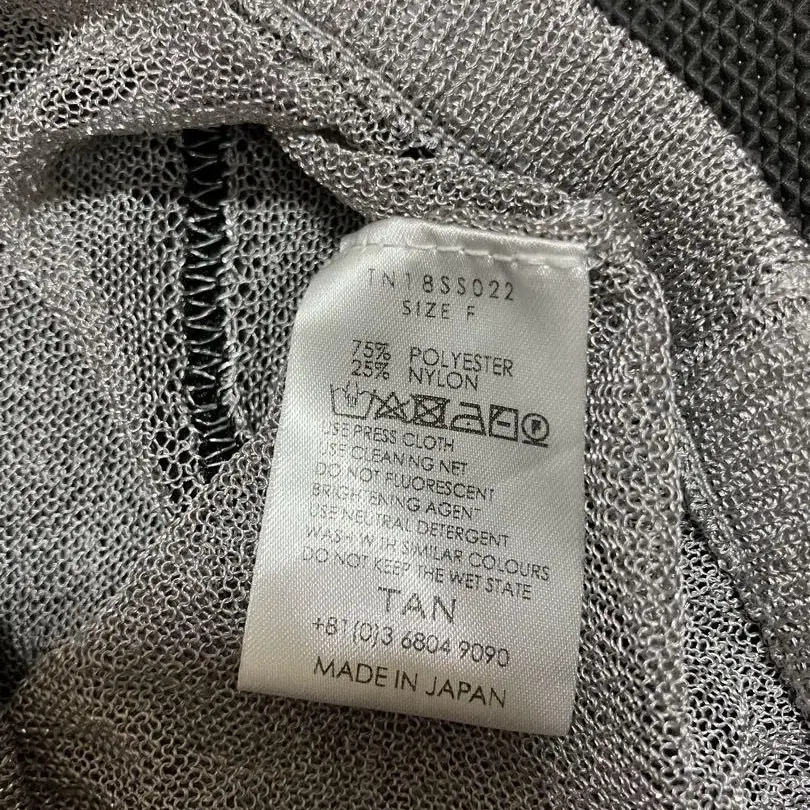 TN18SS022
SIZE F
75% POLYESTER
25% NYLON
USE PRESS CLOTH
USE CLEANING NET
DO NOT FLUORESCENT
BRIGHTENING AGENT
USE NEUTRAL DETERGENT
WASH WITH SIMILAR COLOURS
DO NOT KEEP THE WET STATE
TAN
+81(0)3 6804 9090
MADE IN JAPAN